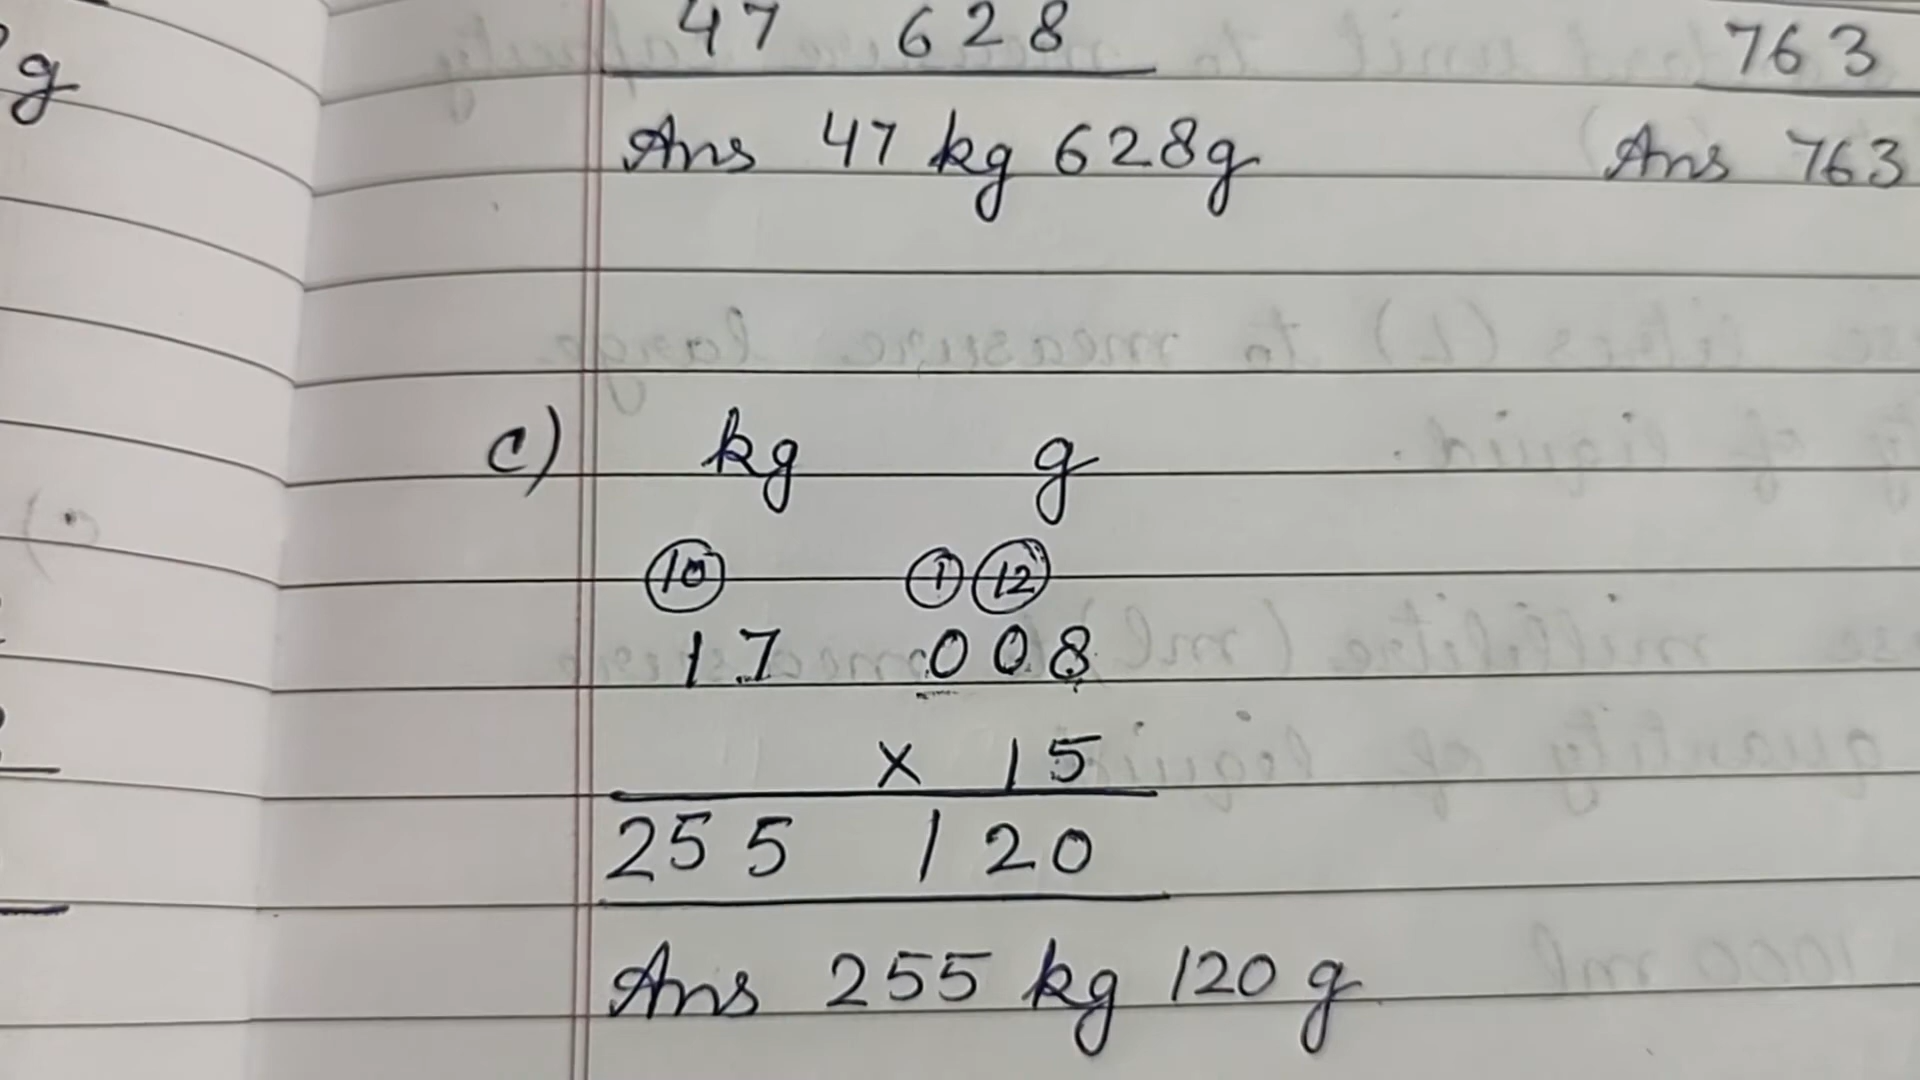 47 628
763
g
Ans 47 kg 628g
Ans 763
c) kg g
10 1 12
17 008
x 15
255 120
Ans 255 kg 120 g